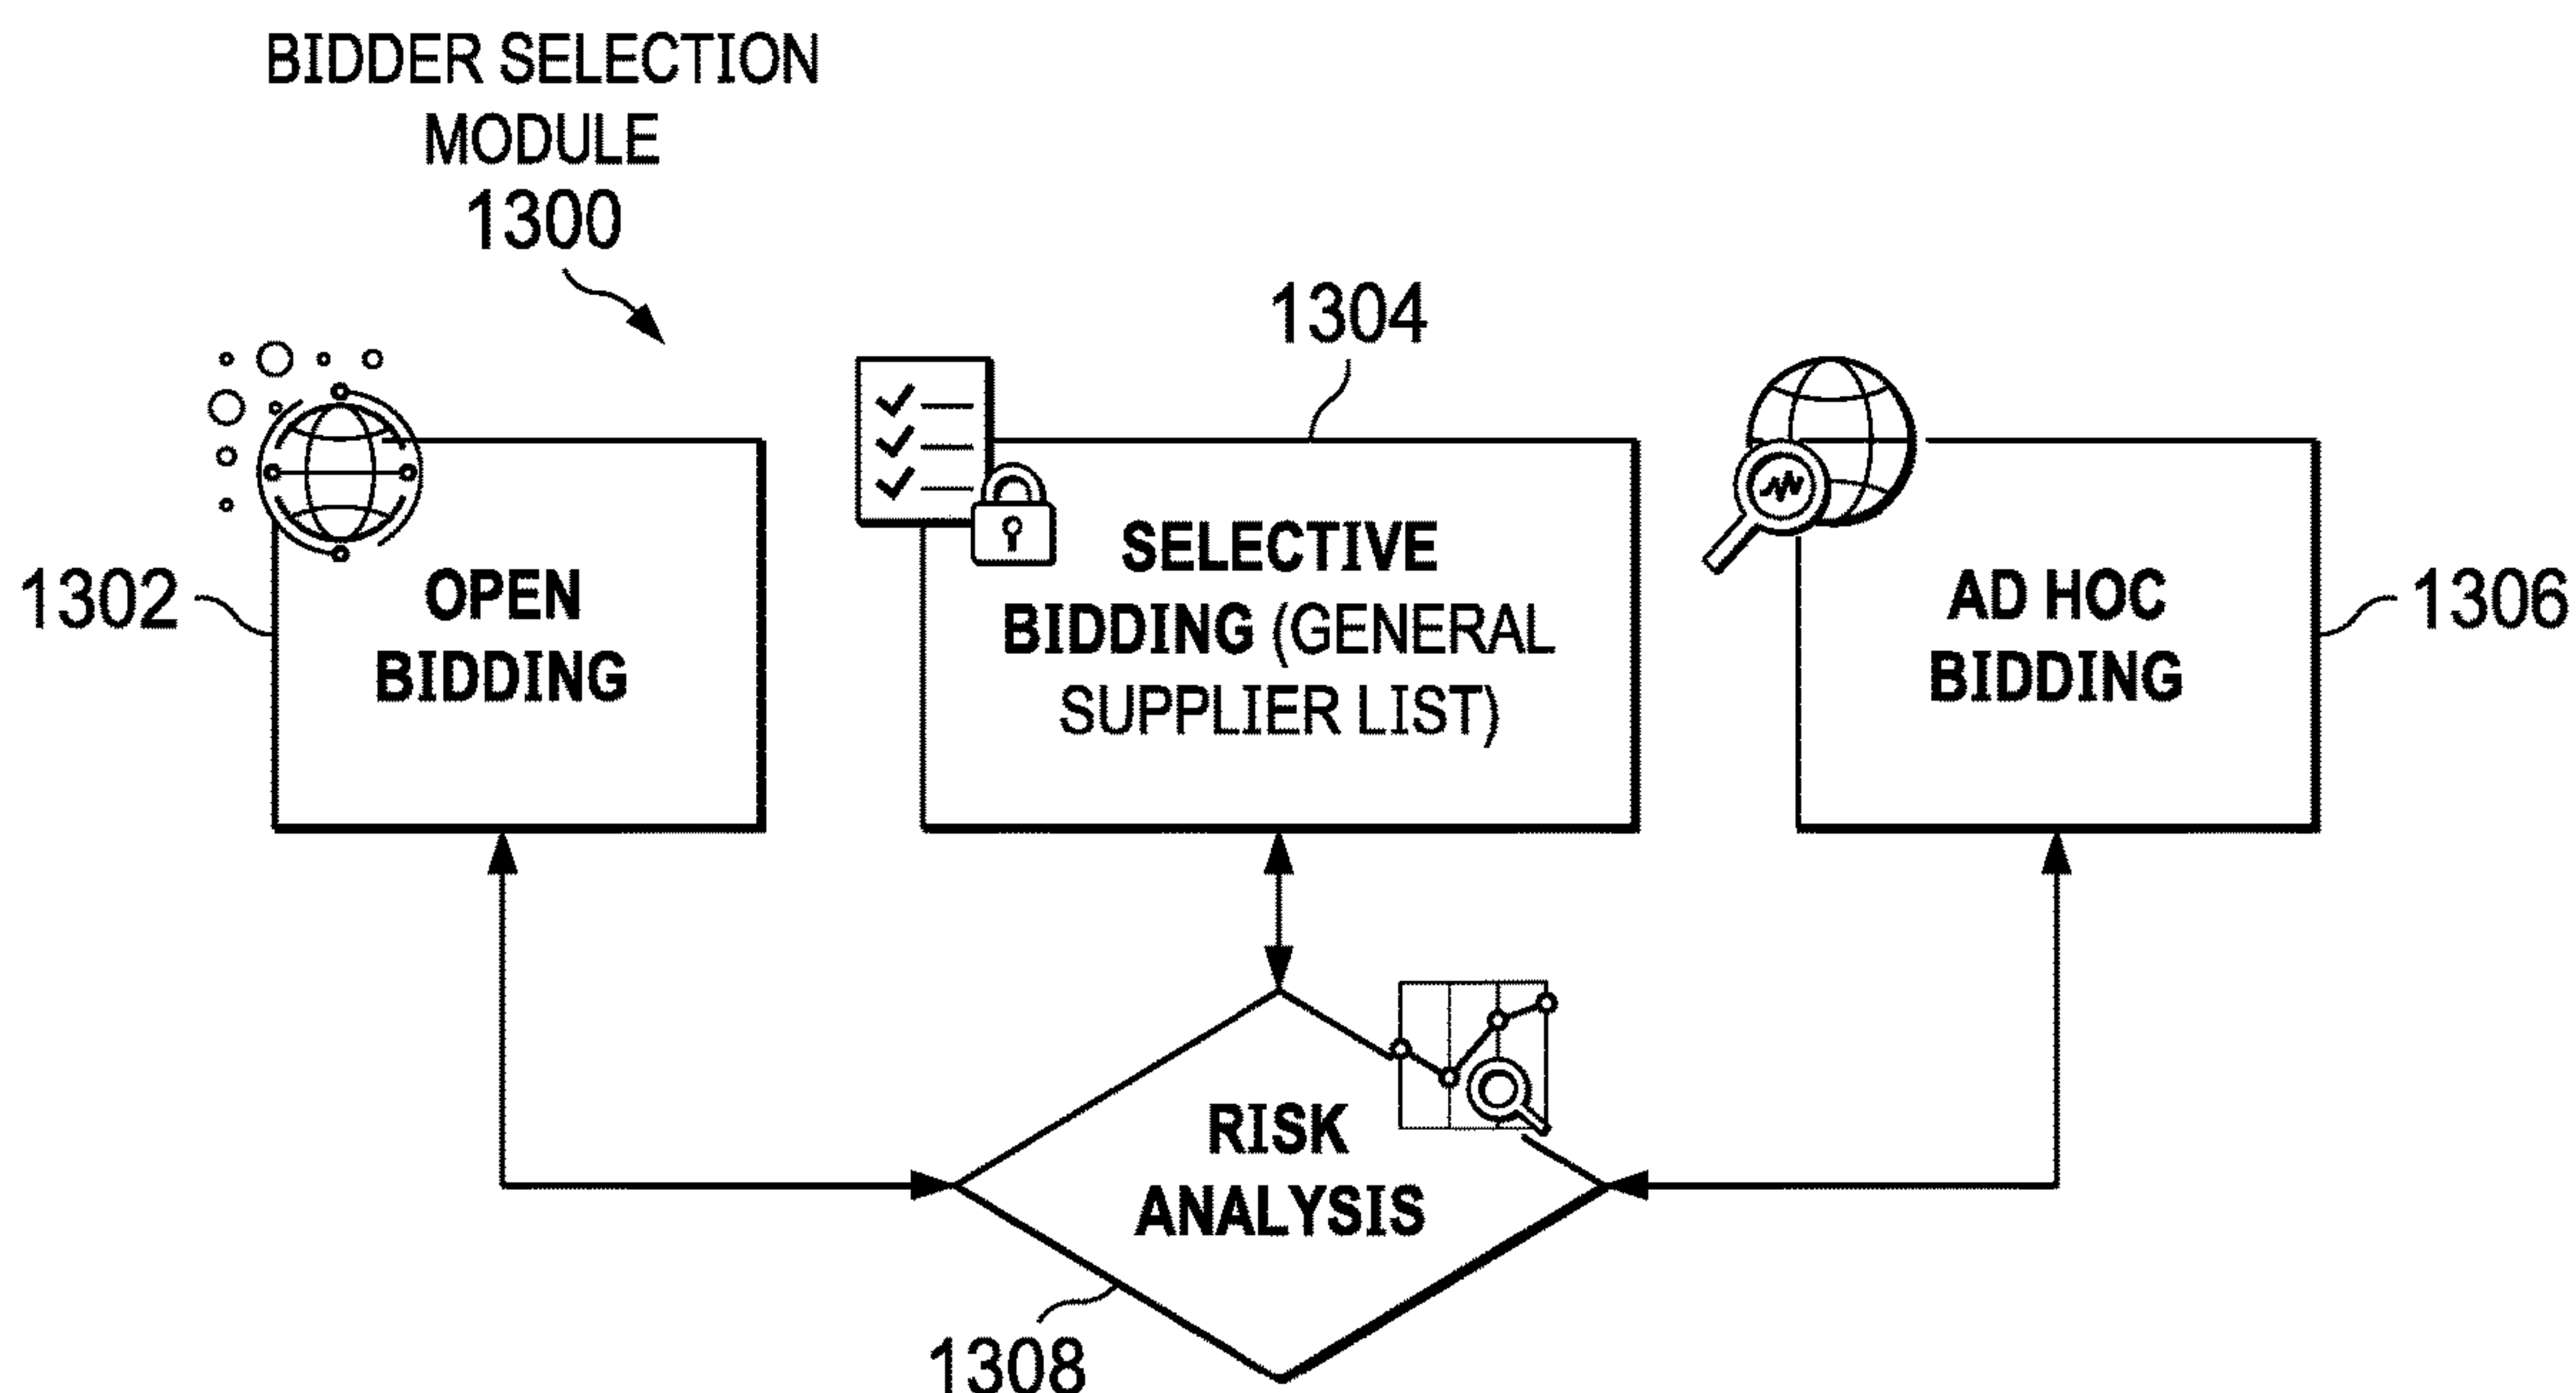 BIDDER SELECTION
MODULE
1300
1304
1302
OPEN
BIDDING
SELECTIVE
BIDDING (GENERAL
SUPPLIER LIST)
AD HOC
BIDDING
1306
RISK
ANALYSIS
1308